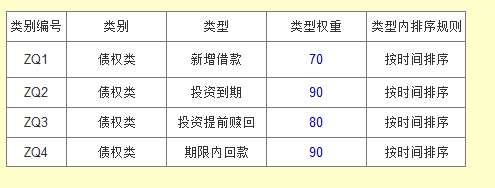 类别编号 类别 类型 类型权重 类型内排序规则
ZQ1 债权类 新增借款 70 按时间排序
ZQ2 债权类 投资到期 90 按时间排序
ZQ3 债权类 投资提前赎回 80 按时间排序
ZQ4 债权类 期限内回款 90 按时间排序